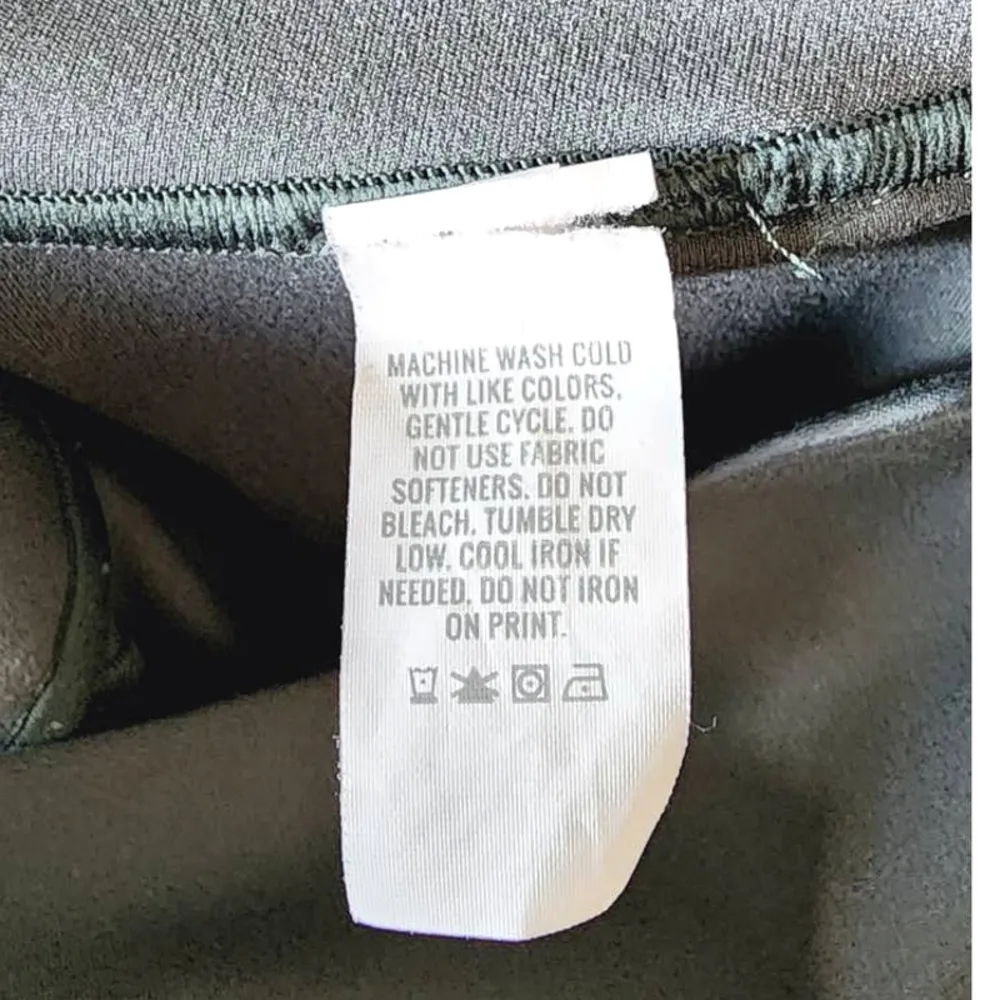 MACHINE WASH COLD
WITH LIKE COLORS,
GENTLE CYCLE. DO
NOT USE FABRIC
SOFTENERS. DO NOT
BLEACH. TUMBLE DRY
LOW. COOL IRON IF
NEEDED. DO NOT IRON
ON PRINT.